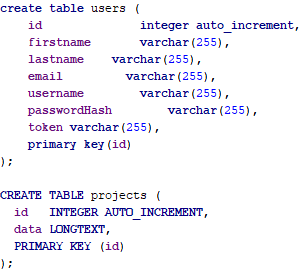 create table users (
id integer auto_increment,
firstname varchar(255),
lastname varchar(255),
email varchar(255),
username varchar(255),
passwordHash varchar(255),
token varchar(255),
primary key(id)
);
CREATE TABLE projects (
id INTEGER AUTO_INCREMENT,
data LONGTEXT,
PRIMARY KEY (id)
);